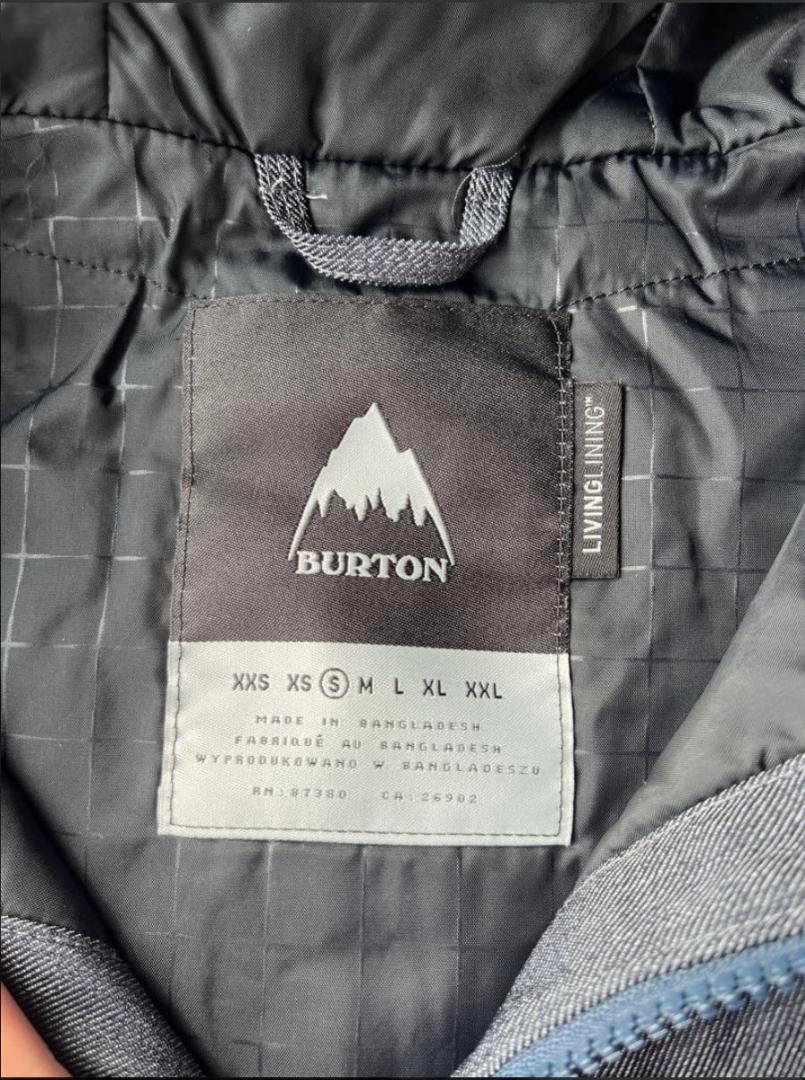 BURTON
LIVINGLINING™
XXS XS S M L XL XXL
MADE IN BANGLADESH
FABRIQUÉ AU BANGLADESH
WYPRODUKOWANO W BANGLADESZU
RN:87380 CA:26902